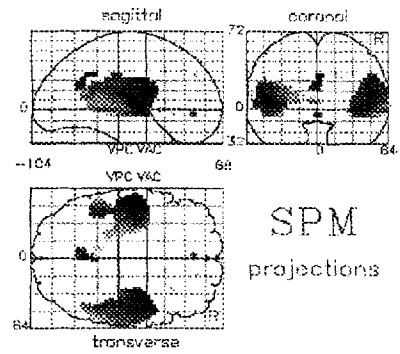 sagittal
coronal
72
R
0
0
-32
VPC VAC
-104
68
0
64
VPC VAC
0
R
64
transverse
SPM
projections